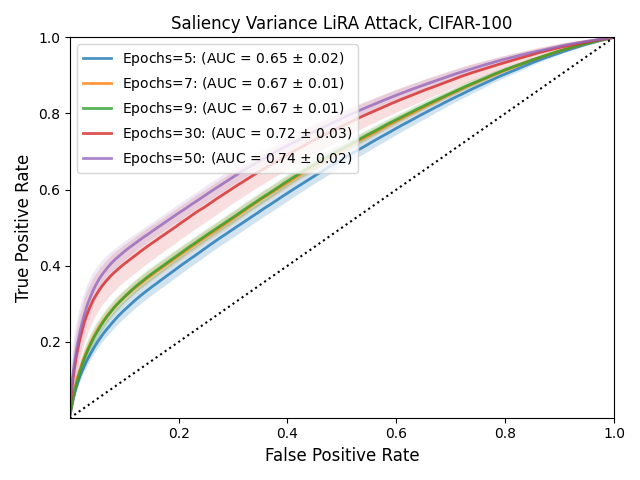 Saliency Variance LiRA Attack, CIFAR-100
Epochs=5: (AUC = 0.65 ± 0.02)
Epochs=7: (AUC = 0.67 ± 0.01)
Epochs=9: (AUC = 0.67 ± 0.01)
Epochs=30: (AUC = 0.72 ± 0.03)
Epochs=50: (AUC = 0.74 ± 0.02)
True Positive Rate
1.0
0.8
0.6
0.4
0.2
0.2 0.4 0.6 0.8 1.0
False Positive Rate